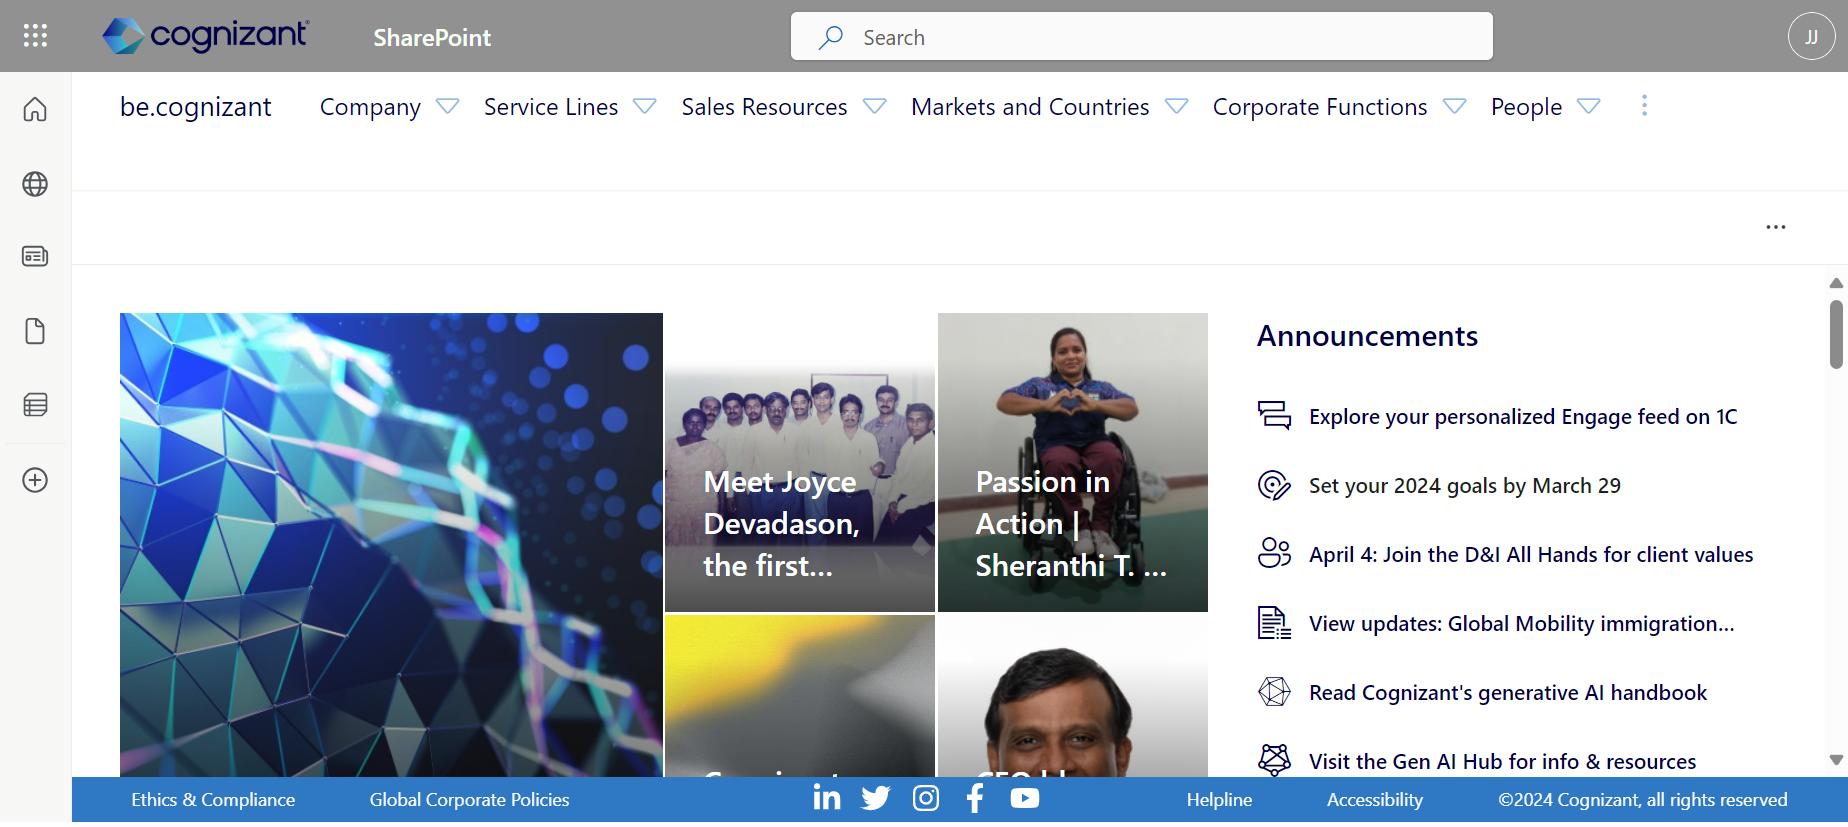 cognizant
SharePoint
Search
JJ
be.cognizant
Company
Service Lines
Sales Resources
Markets and Countries
Corporate Functions
People
Meet Joyce
Devadason,
the first...
Passion in
Action |
Sheranthi T. ...
Announcements
Explore your personalized Engage feed on 1C
Set your 2024 goals by March 29
April 4: Join the D&I All Hands for client values
View updates: Global Mobility immigration...
Read Cognizant's generative AI handbook
Visit the Gen AI Hub for info & resources
Ethics & Compliance
Global Corporate Policies
Helpline
Accessibility
©2024 Cognizant, all rights reserved